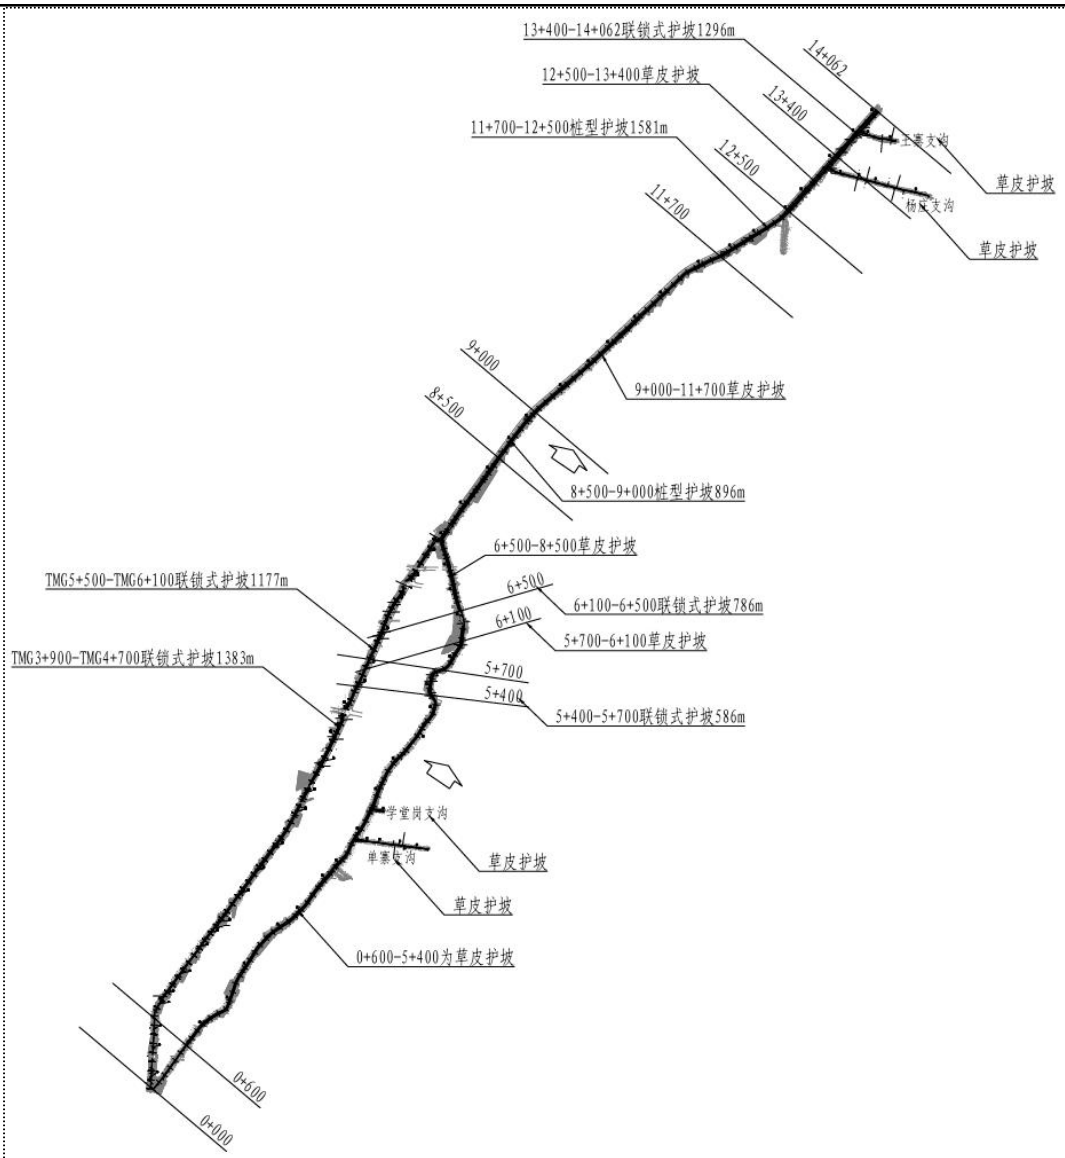 13+400-14+062联锁式护坡1296m
14+062
12+500-13+400草皮护坡
13+400
11+700-12+500桩型护坡1581m
王寨支沟
12+500
草皮护坡
11+700
杨庄支沟
草皮护坡
9+000
9+000-11+700草皮护坡
8+500
8+500-9+000桩型护坡896m
6+500-8+500草皮护坡
TMG5+500-TMG6+100联锁式护坡1177m
6+500
6+100-6+500联锁式护坡786m
6+100
5+700-6+100草皮护坡
TMG3+900-TMG4+700联锁式护坡1383m
5+700
5+400
5+400-5+700联锁式护坡586m
学堂岗支沟
单寨支沟
草皮护坡
草皮护坡
0+600-5+400为草皮护坡
0+600
0+000